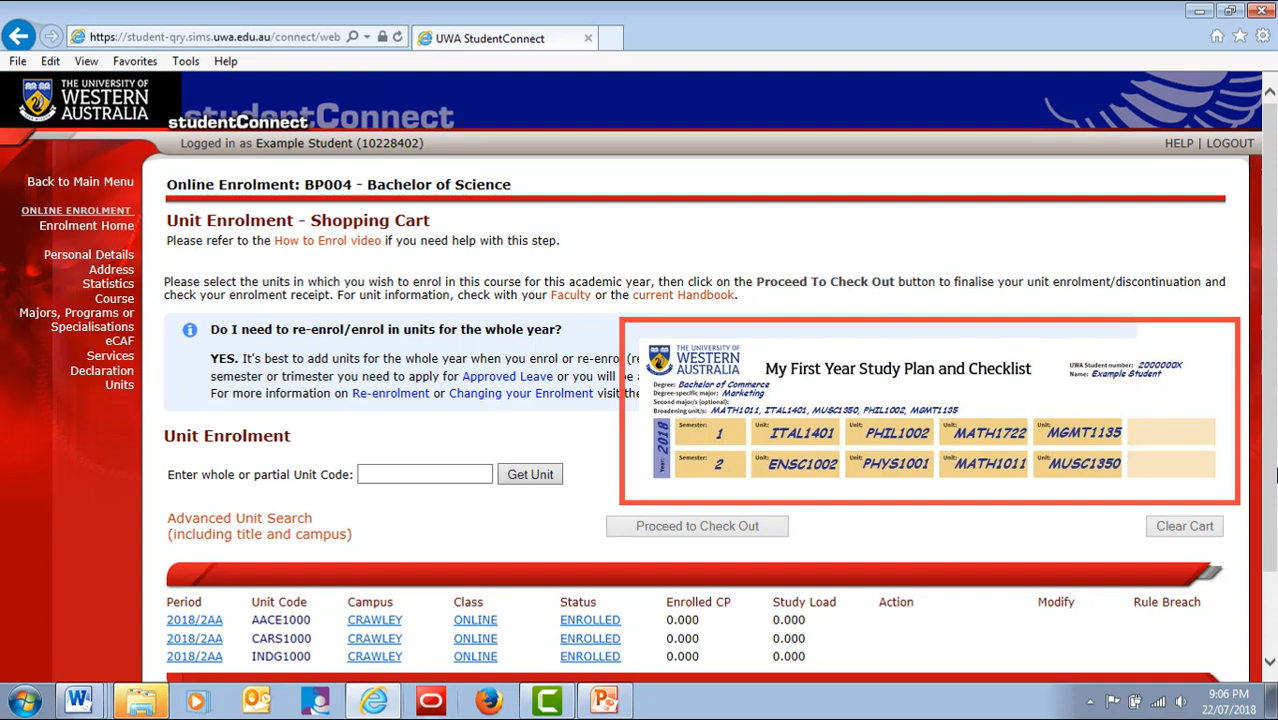 https://student-qry.sims.uwa.edu.au/connect/web
UWA StudentConnect
File Edit View Favorites Tools Help
THE UNIVERSITY OF
WESTERN
AUSTRALIA
studentConnect
studentConnect
Logged in as Example Student (10228402)
HELP | LOGOUT
Back to Main Menu
ONLINE ENROLMENT
Enrolment Home
Personal Details
Address
Statistics
Course
Majors, Programs or
Specialisations
eCAF
Services
Declaration
Units
Online Enrolment: BP004 - Bachelor of Science
Unit Enrolment - Shopping Cart
Please refer to the How to Enrol video if you need help with this step.
Please select the units in which you wish to enrol in this course for this academic year, then click on the Proceed To Check Out button to finalise your unit enrolment/discontinuation and
check your enrolment receipt. For unit information, check with your Faculty or the current Handbook.
Do I need to re-enrol/enrol in units for the whole year?
YES. It's best to add units for the whole year when you enrol or re-enrol (re
semester or trimester you need to apply for Approved Leave or you will be a
For more information on Re-enrolment or Changing your Enrolment visit the
THE UNIVERSITY OF
WESTERN
AUSTRALIA
My First Year Study Plan and Checklist
UWA Student number: 2000000X
Name: Example Student
Degree: Bachelor of Commerce
Degree-specific major: Marketing
Second major/s (optional):
Broadening unit/s: MATH1011, ITAL1401, MUSC1350, PHIL1002, MGMT1135
Year: 2018
Semester: 1 Unit: ITAL1401 Unit: PHIL1002 Unit: MATH1722 Unit: MGMT1135
Semester: 2 Unit: ENSC1002 Unit: PHYS1001 Unit: MATH1011 Unit: MUSC1350
Unit Enrolment
Enter whole or partial Unit Code: Get Unit
Advanced Unit Search
(including title and campus)
Proceed to Check Out
Clear Cart
Period Unit Code Campus Class Status Enrolled CP Study Load Action Modify Rule Breach
2018/2AA AACE1000 CRAWLEY ONLINE ENROLLED 0.000 0.000
2018/2AA CARS1000 CRAWLEY ONLINE ENROLLED 0.000 0.000
2018/2AA INDG1000 CRAWLEY ONLINE ENROLLED 0.000 0.000
9:06 PM
22/07/2018